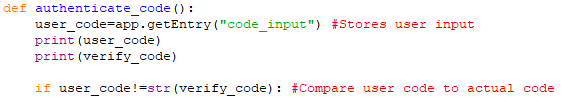 def authenticate_code():
    user_code=app.getEntry("code_input") #Stores user input
    print(user_code)
    print(verify_code)
    if user_code!=str(verify_code): #Compare user code to actual code